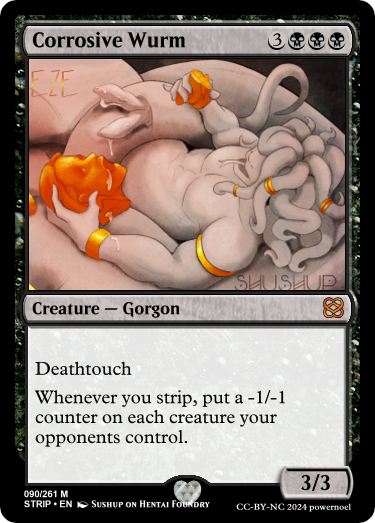 Corrosive Wurm
3
EZE
SHUSHUP
Creature — Gorgon
Deathtouch
Whenever you strip, put a -1/-1
counter on each creature your
opponents control.
3/3
090/261 M
STRIP • EN Sushup on Hentai Foundry
CC-BY-NC 2024 powernoel